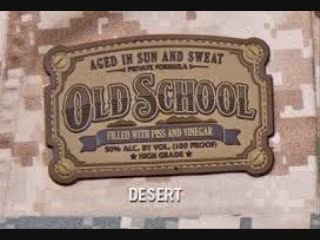 AGED IN SUN AND SWEAT
PRIVATE FORMULA
OLD SCHOOL
FILLED WITH PISS AND VINEGAR
50% ALC. BY VOL. (100 PROOF)
★ HIGH GRADE ★
DESERT